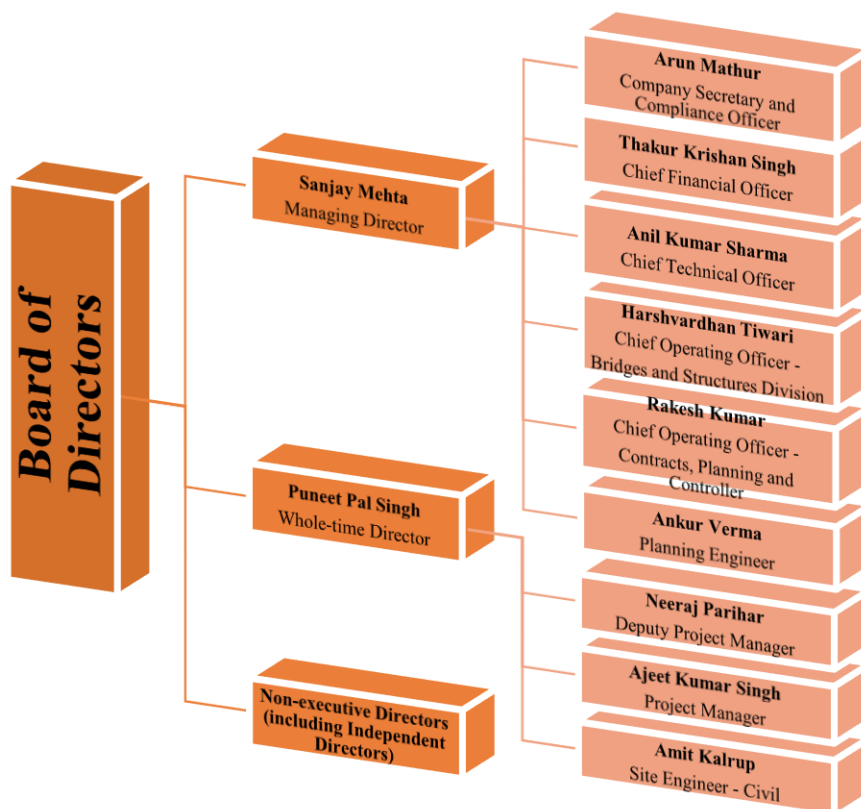 Board of
Directors
Sanjay Mehta
Managing Director
Puneet Pal Singh
Whole-time Director
Non-executive Directors
(including Independent
Directors)
Arun Mathur
Company Secretary and
Compliance Officer
Thakur Krishan Singh
Chief Financial Officer
Anil Kumar Sharma
Chief Technical Officer
Harshvardhan Tiwari
Chief Operating Officer -
Bridges and Structures Division
Rakesh Kumar
Chief Operating Officer -
Contracts, Planning and
Controller
Ankur Verma
Planning Engineer
Neeraj Parihar
Deputy Project Manager
Ajeet Kumar Singh
Project Manager
Amit Kalrup
Site Engineer - Civil